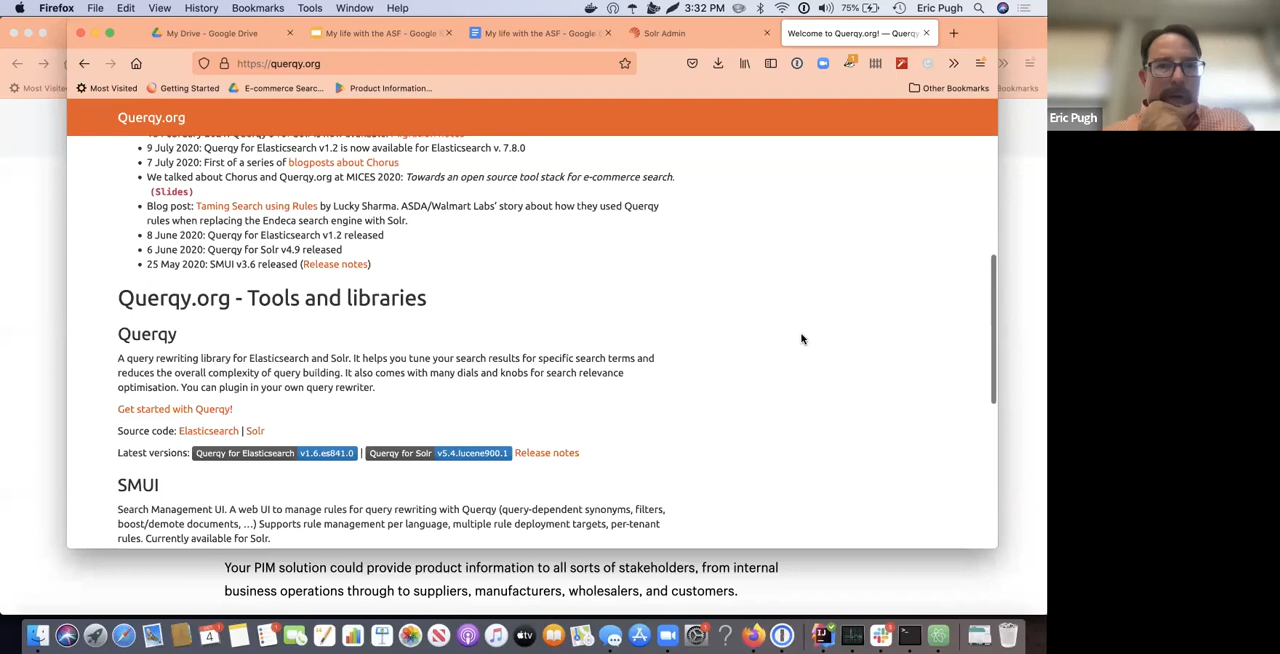 Firefox File Edit View History Bookmarks Tools Window Help 3:32 PM 75% Eric Pugh
My Drive - Google Drive
My life with the ASF - Google
My life with the ASF - Google
Solr Admin
Welcome to Querqy.org! — Querqy
https://querqy.org
Most Visited
Most Visited Getting Started E-commerce Searc... Product Information... Other Bookmarks
Bookmarks
Eric Pugh
Querqy.org
9 July 2020: Querqy for Elasticsearch v1.2 is now available for Elasticsearch v. 7.8.0
7 July 2020: First of a series of blogposts about Chorus
We talked about Chorus and Querqy.org at MICES 2020: Towards an open source tool stack for e-commerce search.
(Slides)
Blog post: Taming Search using Rules by Lucky Sharma. ASDA/Walmart Labs’ story about how they used Querqy
rules when replacing the Endeca search engine with Solr.
8 June 2020: Querqy for Elasticsearch v1.2 released
6 June 2020: Querqy for Solr v4.9 released
25 May 2020: SMUI v3.6 released (Release notes)
Querqy.org - Tools and libraries
Querqy
A query rewriting library for Elasticsearch and Solr. It helps you tune your search results for specific search terms and
reduces the overall complexity of query building. It also comes with many dials and knobs for search relevance
optimisation. You can plugin in your own query rewriter.
Get started with Querqy!
Source code: Elasticsearch | Solr
Latest versions: Querqy for Elasticsearch v1.6.es841.0 | Querqy for Solr v5.4.lucene900.1 Release notes
SMUI
Search Management UI. A web UI to manage rules for query rewriting with Querqy (query-dependent synonyms, filters,
boost/demote documents, …) Supports rule management per language, multiple rule deployment targets, per-tenant
rules. Currently available for Solr.
Your PIM solution could provide product information to all sorts of stakeholders, from internal
business operations through to suppliers, manufacturers, wholesalers, and customers.